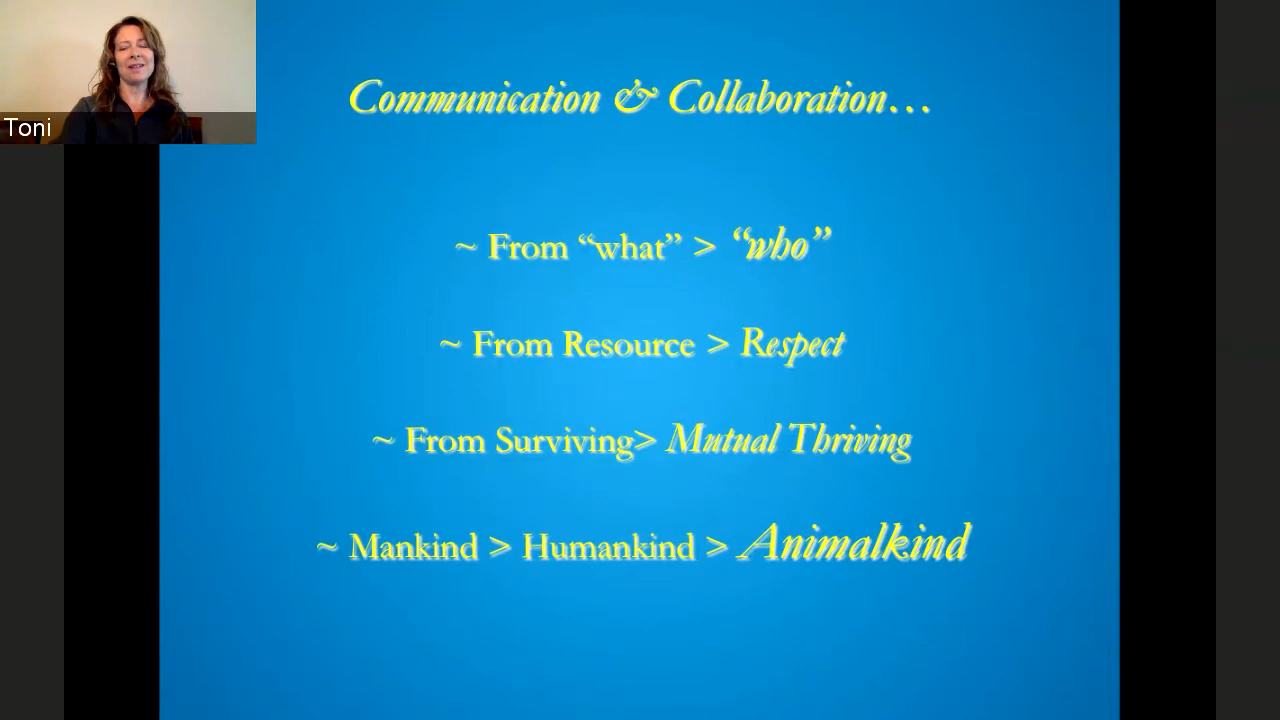 Communication & Collaboration...
~ From “what” > “who”
~ From Resource > Respect
~ From Surviving> Mutual Thriving
~ Mankind > Humankind > Animalkind
Toni